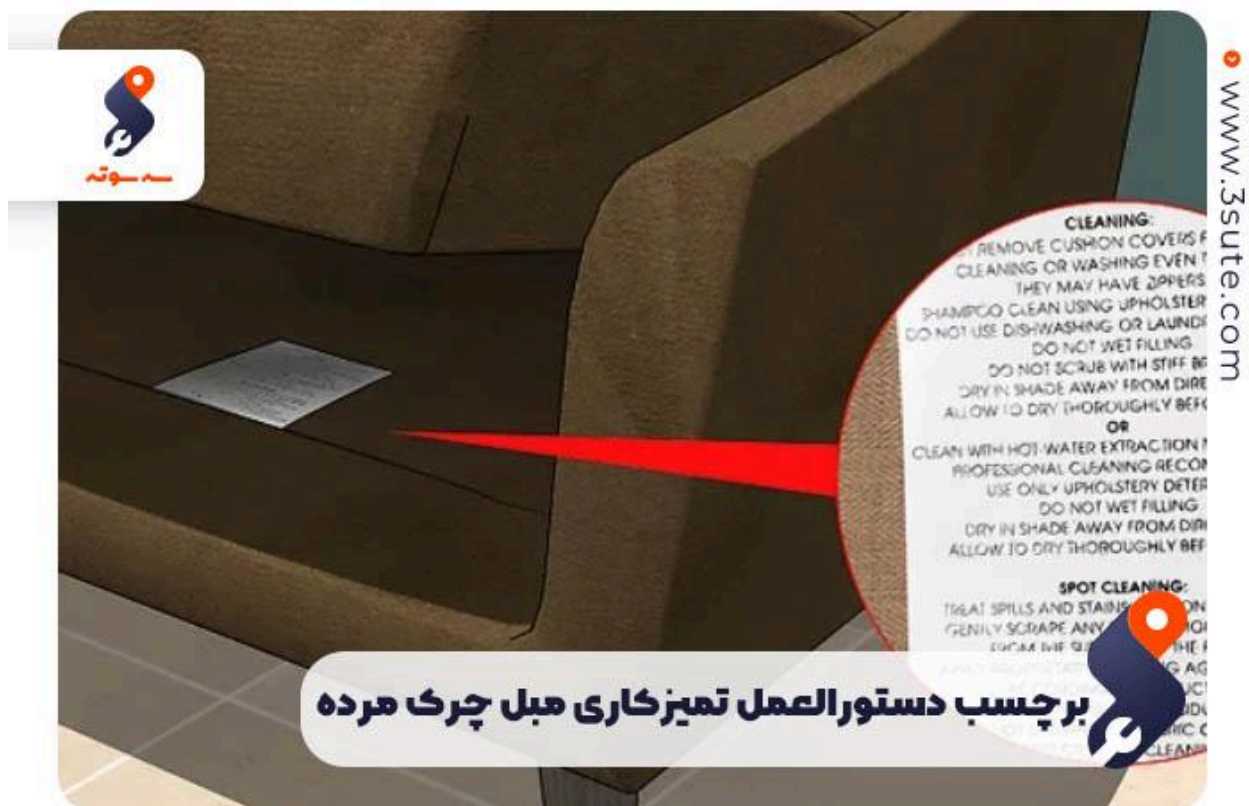 سه سوته
www.3sute.com
CLEANING:
REMOVE CUSHION COVERS F
CLEANING OR WASHING EVEN
THEY MAY HAVE ZIPPERS
SHAMPOO CLEAN USING UPHOLSTER
DO NOT USE DISHWASHING OR LAUND
DO NOT WET FILLING
DO NOT SCRUB WITH STIFF
DRY IN SHADE AWAY FROM DIRE
ALLOW TO DRY THOROUGHLY BEF
OR
CLEAN WITH HOT-WATER EXTRACTION
PROFESSIONAL CLEANING RECOM
USE ONLY UPHOLSTERY DETER
DO NOT WET FILLING
DRY IN SHADE AWAY FROM DIR
ALLOW TO DRY THOROUGHLY BEF
SPOT CLEANING:
TREAT SPILLS AND STAINS
GENTLY SCRAPE ANY
FROM THE
برچسب دستورالعمل تمیزکاری مبل چرک مرده